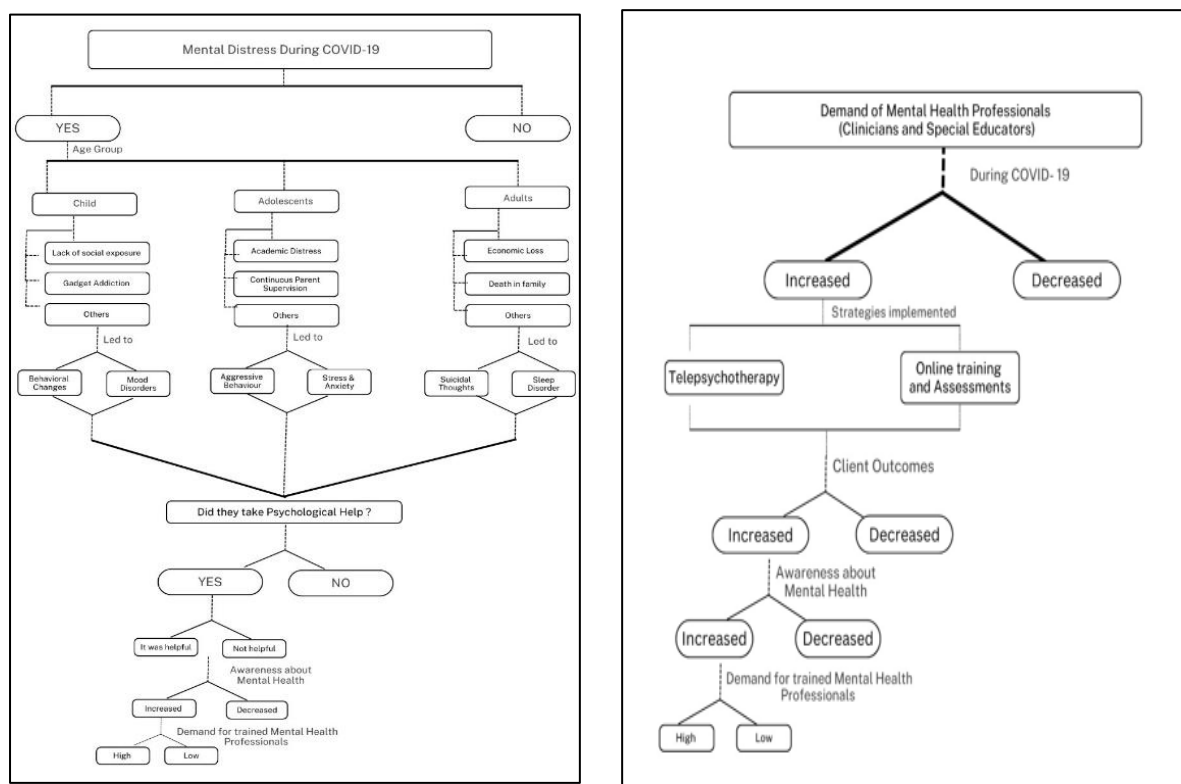 Mental Distress During COVID-19
YES
NO
Age Group
Child
Adolescents
Adults
Lack of social exposure
Academic Distress
Economic Loss
Gadget Addiction
Continuous Parent
Supervision
Death in family
Others
Others
Others
Led to
Led to
Led to
Behavioral
Changes
Mood
Disorders
Aggressive
Behaviour
Stress &
Anxiety
Suicidal
Thoughts
Sleep
Disorder
Did they take Psychological Help ?
YES
NO
It was helpful
Not helpful
Awareness about
Mental Health
Increased
Decreased
Demand for trained Mental Health
Professionals
High
Low
Demand of Mental Health Professionals
(Clinicians and Special Educators)
During COVID- 19
Increased
Decreased
Strategies implemented
Telepsychotherapy
Online training
and Assessments
Client Outcomes
Increased
Decreased
Awareness about
Mental Health
Increased
Decreased
Demand for trained Mental Health
Professionals
High
Low